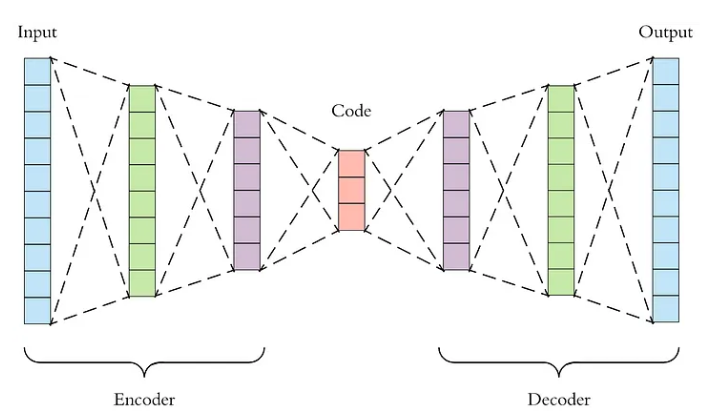 Input
Output
Code
Encoder
Decoder